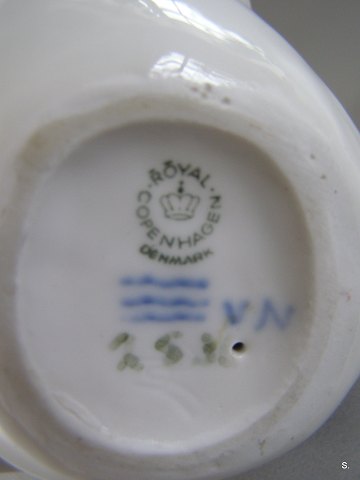 ROYAL
COPENHAGEN
DENMARK
VN
S.